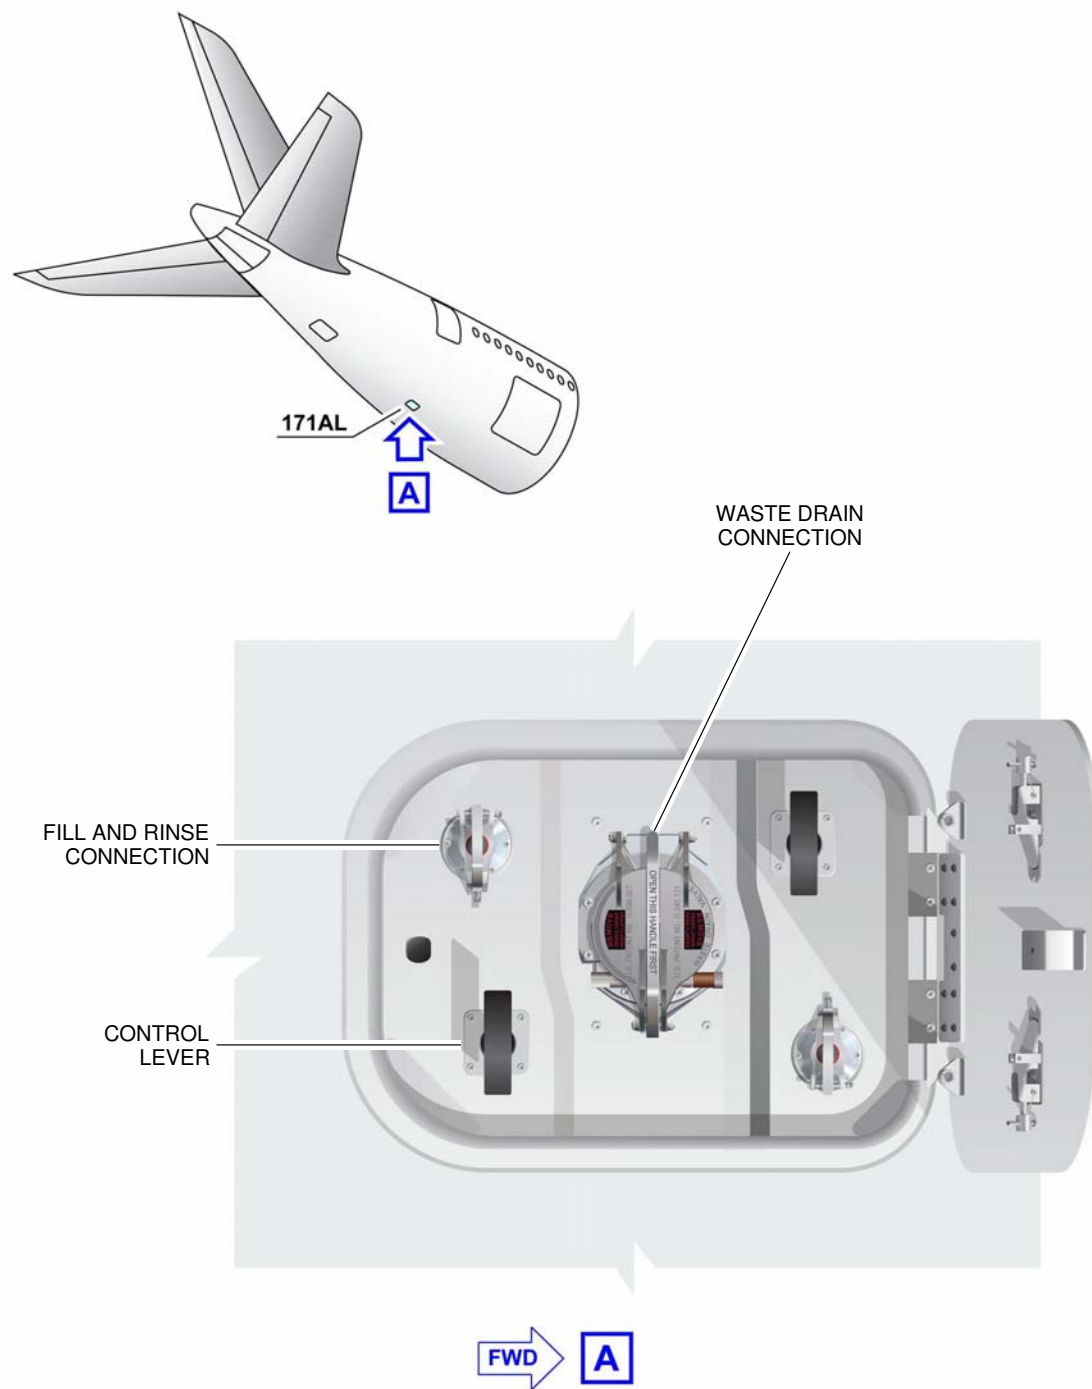 171AL
A
WASTE DRAIN
CONNECTION
FILL AND RINSE
CONNECTION
OPEN THIS HANDLE FIRST
CONTROL
LEVER
FWD
A